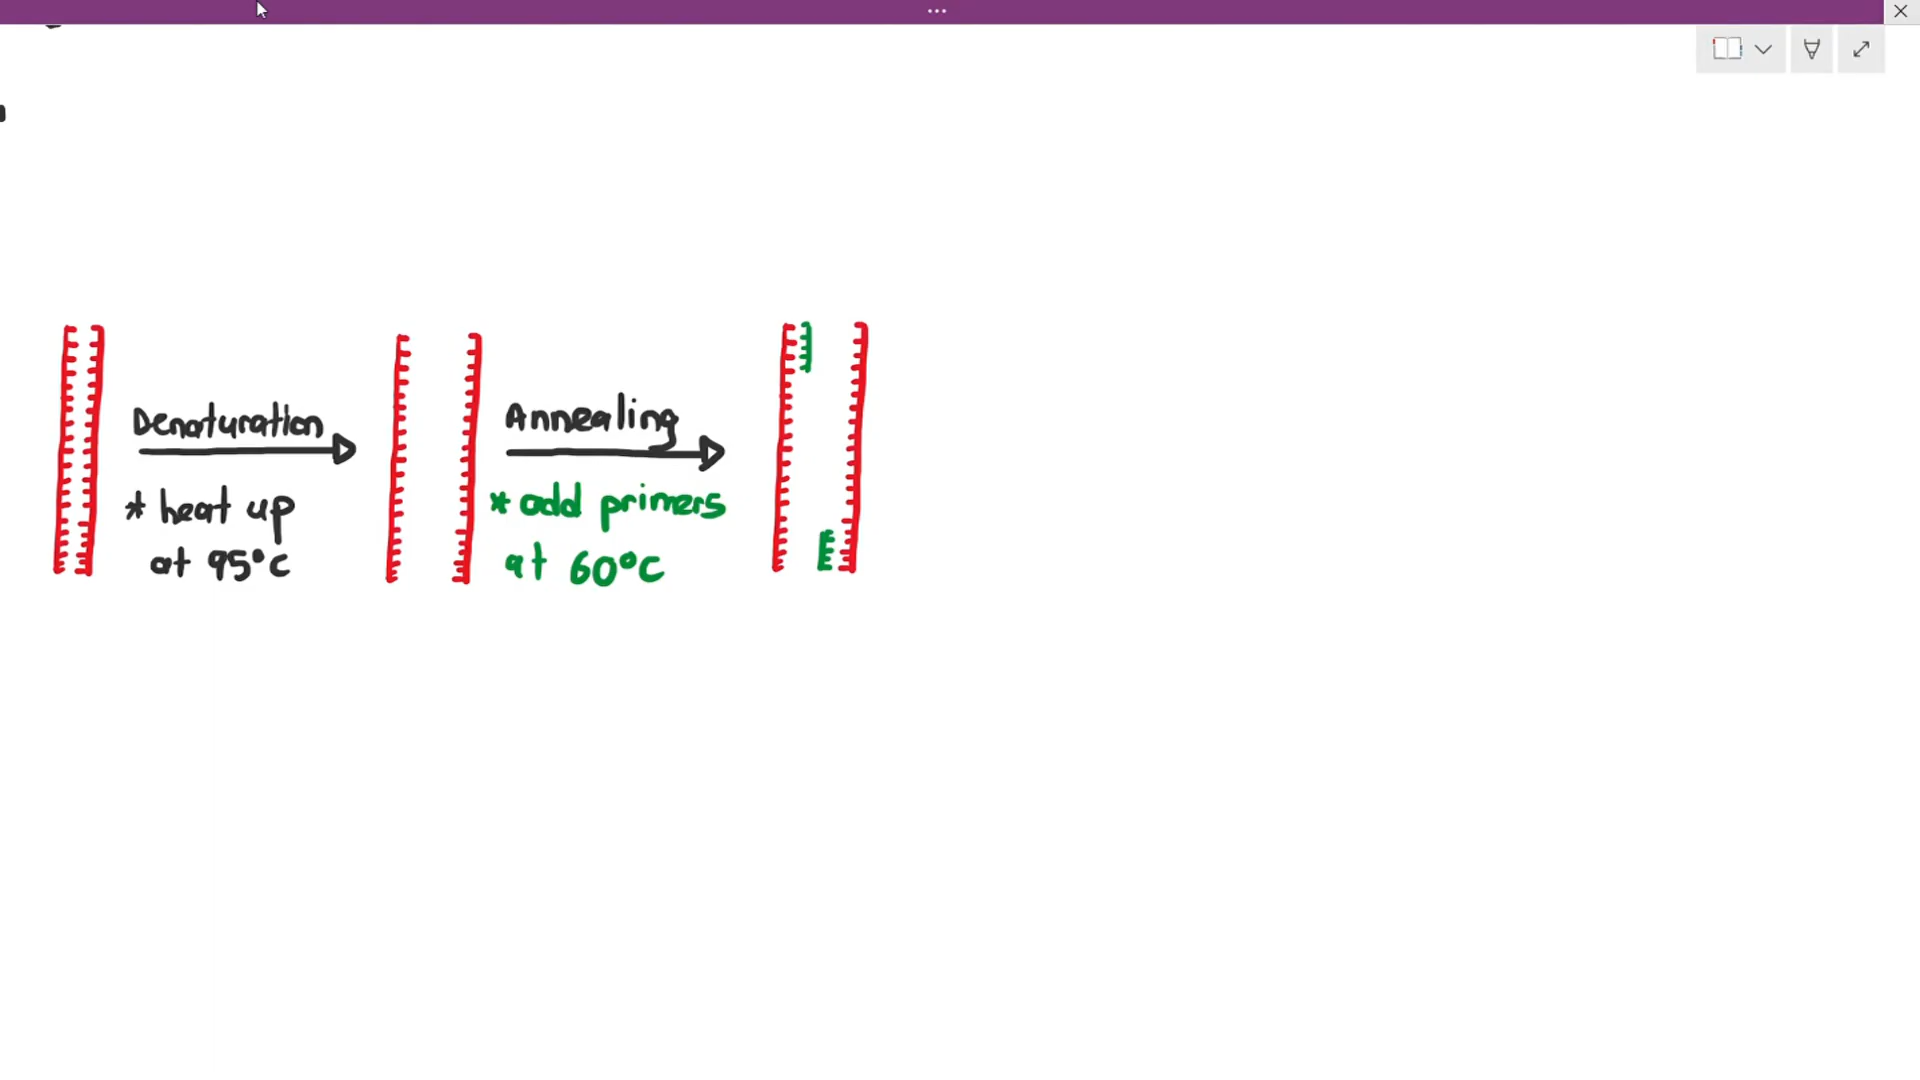 Denaturation
* heat up
at 95°C
Annealing
* add primers
at 60°C